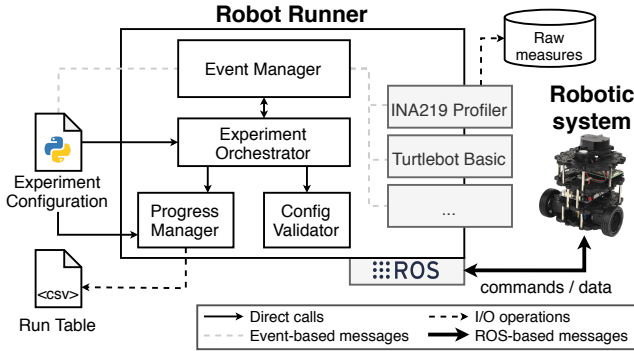 Robot Runner
Raw
measures
Event Manager
INA219 Profiler
Robotic
system
Experiment
Orchestrator
Turtlebot Basic
Experiment
Configuration
Progress
Manager
Config
Validator
...
ROS
commands / data
<csv>
Run Table
Direct calls
I/O operations
Event-based messages
ROS-based messages